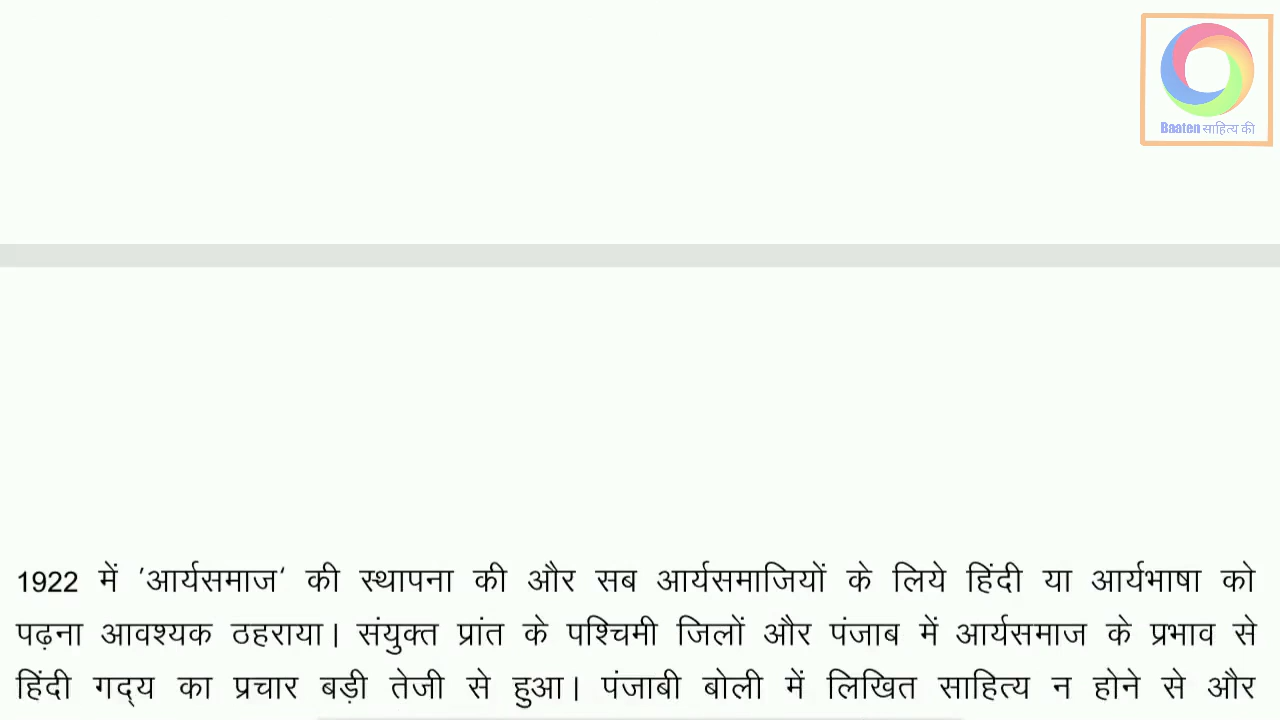 Baaten साहित्य की
1922 में 'आर्यसमाज' की स्थापना की और सब आर्यसमाजियों के लिये हिंदी या आर्यभाषा को
पढ़ना आवश्यक ठहराया। संयुक्त प्रांत के पश्चिमी जिलों और पंजाब में आर्यसमाज के प्रभाव से
हिंदी गद्य का प्रचार बड़ी तेजी से हुआ। पंजाबी बोली में लिखित साहित्य न होने से और